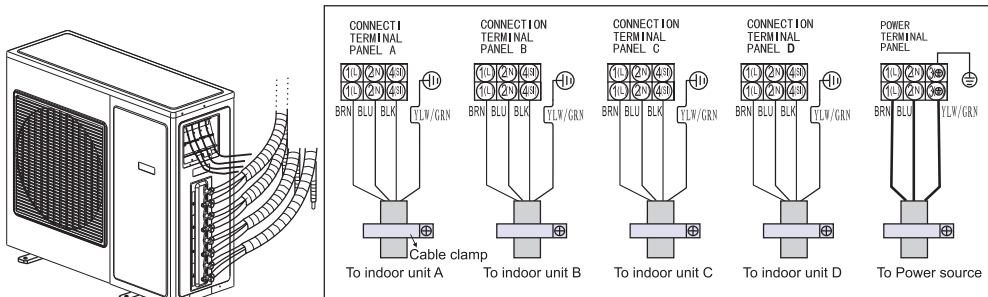 CONNECTI
TERMINAL
PANEL A
1(L) 2(N) 4(SI)
1(L) 2(N) 4(SI)
BRN BLU BLK YLW/GRN
Cable clamp
To indoor unit A
CONNECTION
TERMINAL
PANEL B
1(L) 2(N) 4(SI)
1(L) 2(N) 4(SI)
BRN BLU BLK YLW/GRN
To indoor unit B
CONNECTION
TERMINAL
PANEL C
1(L) 2(N) 4(SI)
1(L) 2(N) 4(SI)
BRN BLU BLK YLW/GRN
To indoor unit C
CONNECTION
TERMINAL
PANEL D
1(L) 2(N) 4(SI)
1(L) 2(N) 4(SI)
BRN BLU BLK YLW/GRN
To indoor unit D
POWER
TERMINAL
PANEL
1(L) 2(N) 3
1(L) 2(N) 3
BRN BLU YLW/GRN
To Power source